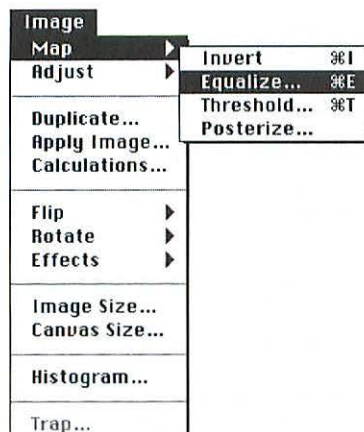 Image
Map
Adjust
Duplicate...
Apply Image...
Calculations...
Flip
Rotate
Effects
Image Size...
Canvas Size...
Histogram...
Trap...
Invert ⌘I
Equalize... ⌘E
Threshold... ⌘T
Posterize...